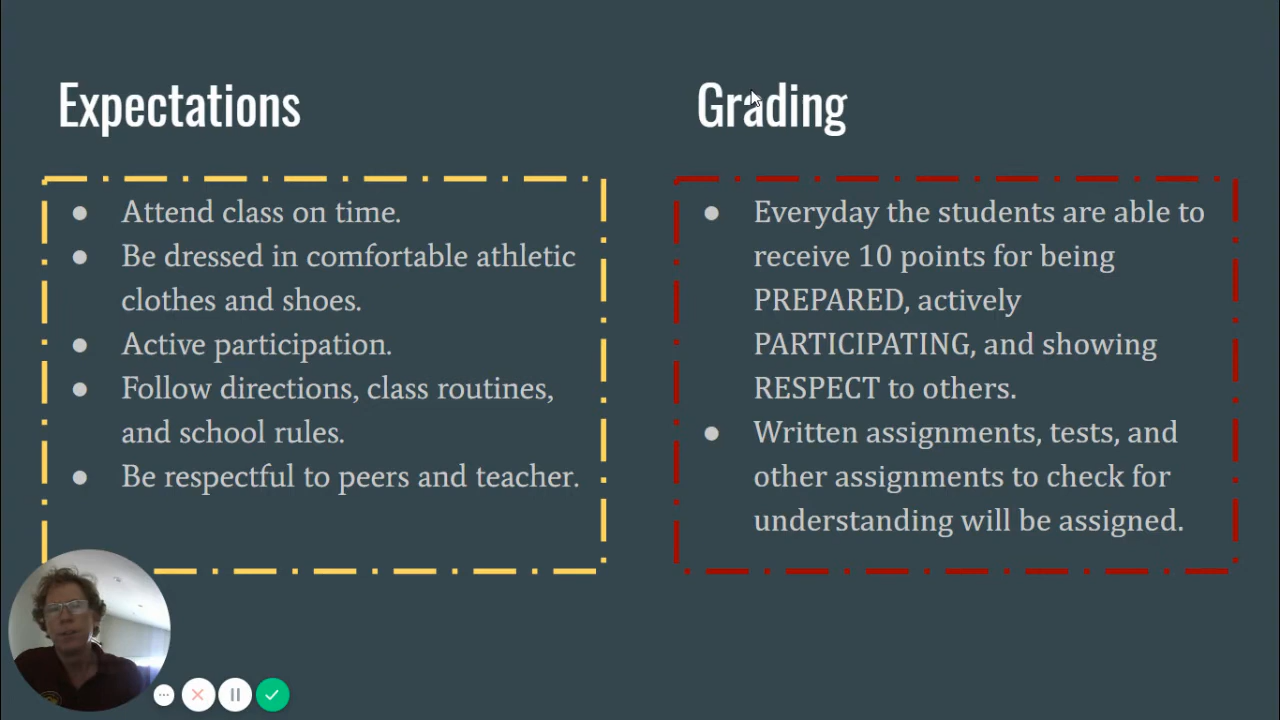 Expectations
Attend class on time.
Be dressed in comfortable athletic
clothes and shoes.
Active participation.
Follow directions, class routines,
and school rules.
Be respectful to peers and teacher.
Grading
Everyday the students are able to
receive 10 points for being
PREPARED, actively
PARTICIPATING, and showing
RESPECT to others.
Written assignments, tests, and
other assignments to check for
understanding will be assigned.